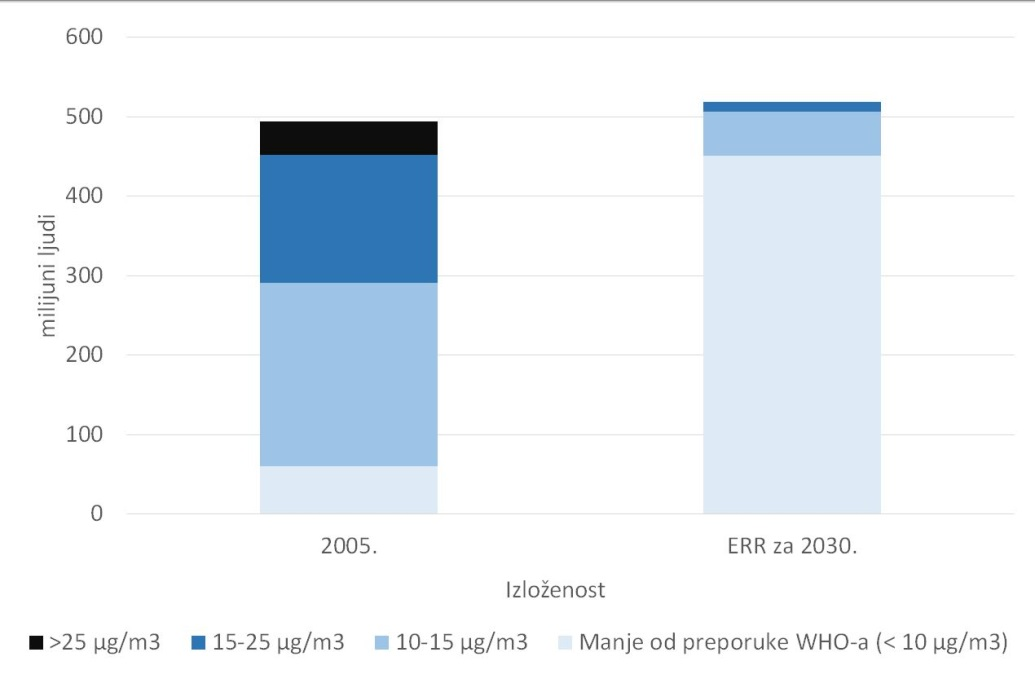 600
500
400
300
200
100
0
milijuni ljudi
2005.
ERR za 2030.
Izloženost
>25 µg/m3
15-25 µg/m3
10-15 µg/m3
Manje od preporuke WHO-a (< 10 µg/m3)